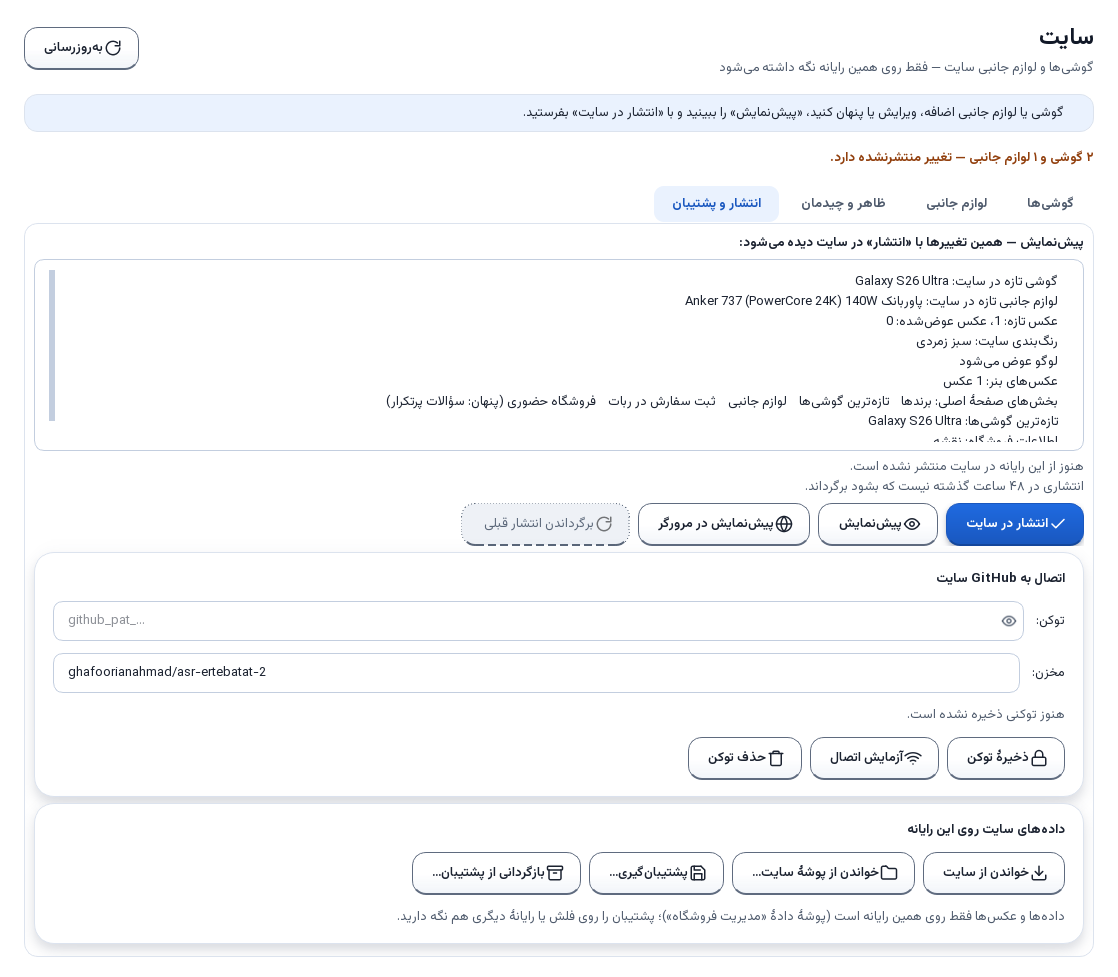 سایت
گوشی‌ها و لوازم جانبی سایت — فقط روی همین رایانه نگه داشته می‌شود
به‌روزرسانی
گوشی یا لوازم جانبی اضافه، ویرایش یا پنهان کنید، «پیش‌نمایش» را ببینید و با «انتشار در سایت» بفرستید.
۲ گوشی و ۱ لوازم جانبی — تغییر منتشرنشده دارد.
گوشی‌ها
لوازم جانبی
ظاهر و چیدمان
انتشار و پشتیبان
پیش‌نمایش — همین تغییرها با «انتشار» در سایت دیده می‌شود:
گوشی تازه در سایت: Galaxy S26 Ultra
لوازم جانبی تازه در سایت: پاوربانک Anker 737 (PowerCore 24K) 140W
عکس تازه: 1، عکس عوض‌شده: 0
رنگ‌بندی سایت: سبز زمردی
لوگو عوض می‌شود
عکس‌های بنر: 1 عکس
بخش‌های صفحهٔ اصلی: برندها تازه‌ترین گوشی‌ها لوازم جانبی ثبت سفارش در ربات فروشگاه حضوری (پنهان: سؤالات پرتکرار)
تازه‌ترین گوشی‌ها: Galaxy S26 Ultra
اطلاعات فروشگاه: نقشه
هنوز از این رایانه در سایت منتشر نشده است.
انتشاری در ۴۸ ساعت گذشته نیست که بشود برگرداند.
انتشار در سایت
پیش‌نمایش
پیش‌نمایش در مرورگر
برگرداندن انتشار قبلی
اتصال به GitHub سایت
توکن:
github_pat_...
مخزن:
ghafoorianahmad/asr-ertebatat-2
هنوز توکنی ذخیره نشده است.
ذخیرهٔ توکن
آزمایش اتصال
حذف توکن
داده‌های سایت روی این رایانه
خواندن از سایت
خواندن از پوشهٔ سایت...
پشتیبان‌گیری...
بازگردانی از پشتیبان...
داده‌ها و عکس‌ها فقط روی همین رایانه است (پوشهٔ دادهٔ «مدیریت فروشگاه»)؛ پشتیبان را روی فلش یا رایانهٔ دیگری هم نگه دارید.